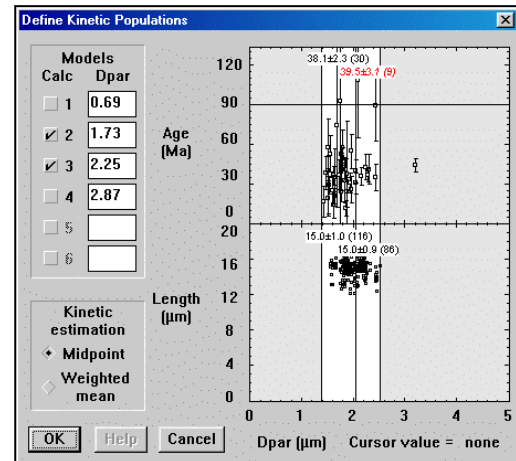 Define Kinetic Populations
Models
Calc Dpar
1 0.69
2 1.73
3 2.25
4 2.87
5
6
Kinetic
estimation
Midpoint
Weighted
mean
OK Help Cancel
Age
(Ma)
120
90
60
30
0
38.1±2.3 (30)
39.5±3.1 (9)
Length
(µm)
20
16
12
8
4
0
15.0±1.0 (116)
15.0±0.9 (86)
0 1 2 3 4 5
Dpar (µm) Cursor value = none